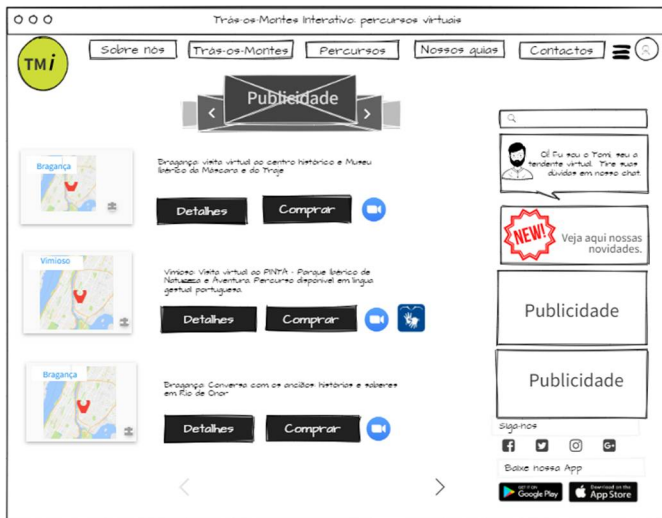 Trás-os-Montes Interativo: percursos virtuais
TMi
Sobre nós
Trás-os-Montes
Percursos
Nossos guias
Contactos
Publicidade
Bragança
Bragança: visita virtual ao centro histórico e Museu
Ibérico da Máscara e do Traje
Detalhes
Comprar
Vimioso
Vimioso: Visita virtual ao PINTA - Parque Ibérico de
Natureza e Aventura. Percurso disponível em língua
gestual portuguesa.
Detalhes
Comprar
Bragança
Bragança: Conversa com os anciãos: histórias e saberes
em Rio de Onor
Detalhes
Comprar
Oi! Eu sou o Tomi, seu a
tendente virtual. Tire suas
dúvidas em nosso chat.
NEW!
Veja aqui nossas
novidades.
Publicidade
Publicidade
Siga-nos
Baixe nossa App
GET IT ON
Google Play
Download on the
App Store